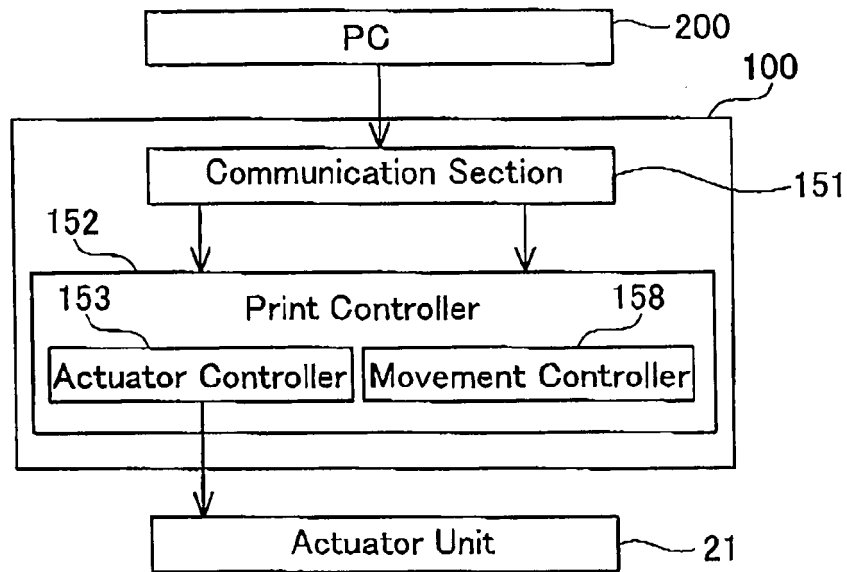 PC
200
100
Communication Section
151
152
Print Controller
153
158
Actuator Controller
Movement Controller
Actuator Unit
21